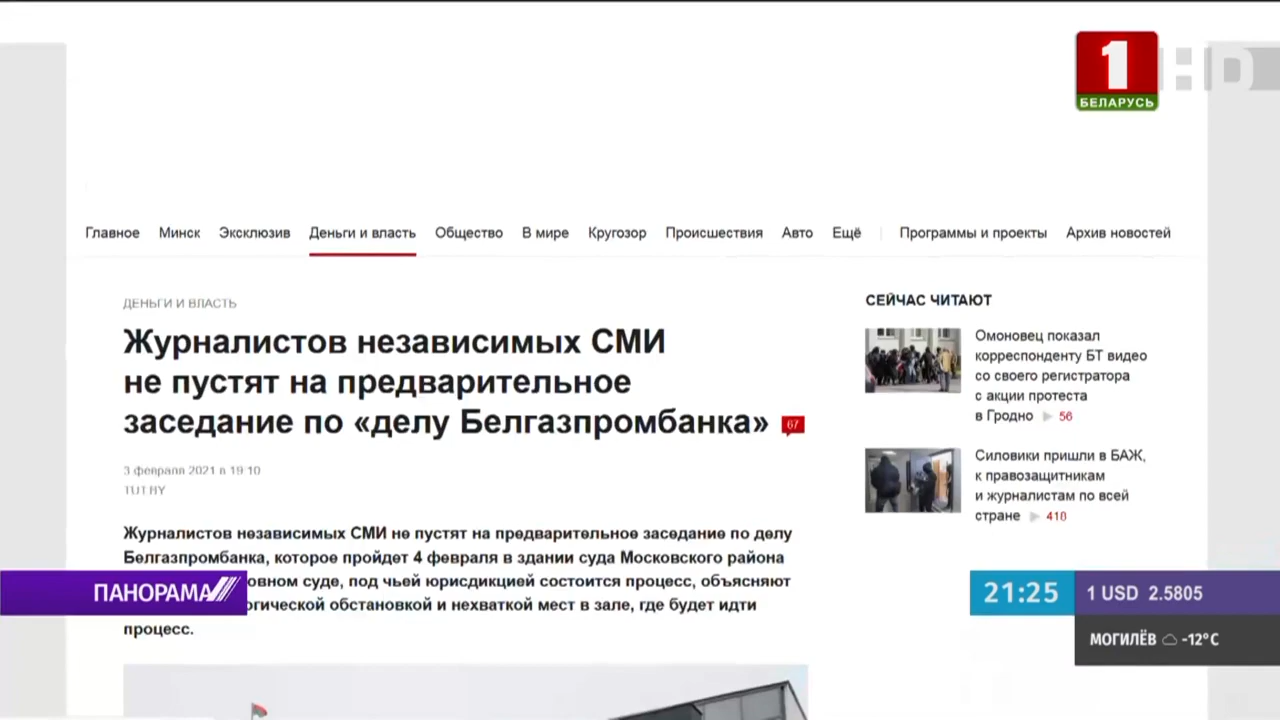 1
БЕЛАРУСЬ
HD
Главное Минск Эксклюзив Деньги и власть Общество В мире Кругозор Происшествия Авто Ещё Программы и проекты Архив новостей
ДЕНЬГИ И ВЛАСТЬ
Журналистов независимых СМИ
не пустят на предварительное
заседание по «делу Белгазпромбанка» 67
3 февраля 2021 в 19:10
TUT.BY
Журналистов независимых СМИ не пустят на предварительное заседание по делу
Белгазпромбанка, которое пройдет 4 февраля в здании суда Московского района
овном суде, под чьей юрисдикцией состоится процесс, объясняют
огической обстановкой и нехваткой мест в зале, где будет идти
процесс.
СЕЙЧАС ЧИТАЮТ
Омоновец показал
корреспонденту БТ видео
со своего регистратора
с акции протеста
в Гродно 56
Силовики пришли в БАЖ,
к правозащитникам
и журналистам по всей
стране 410
ПАНОРАМА
21:25
1 USD 2.5805
МОГИЛЁВ -12°C